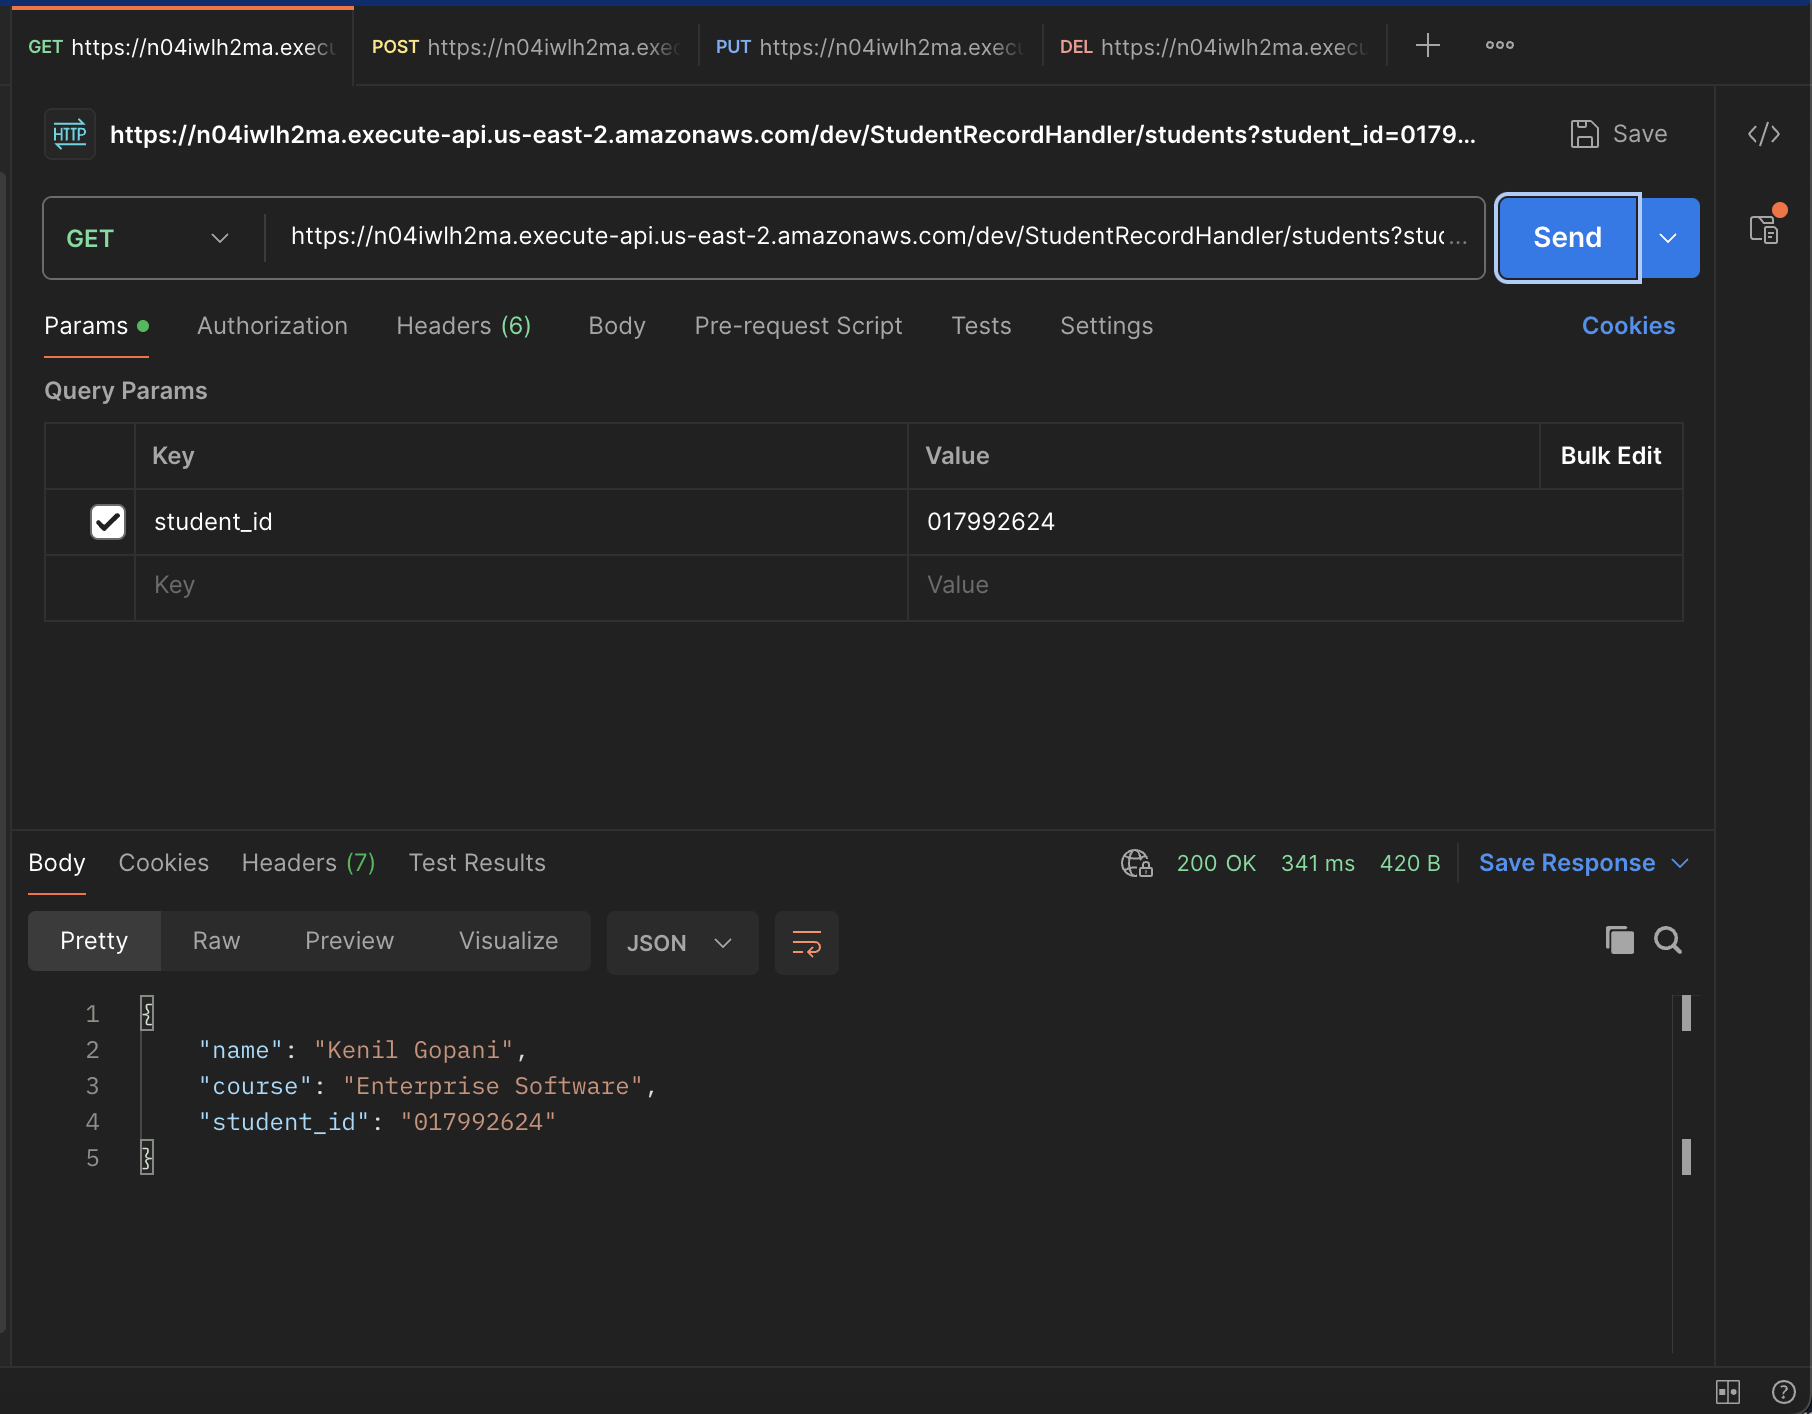 GET https://n04iwlh2ma.execu POST https://n04iwlh2ma.exec PUT https://n04iwlh2ma.execu DEL https://n04iwlh2ma.execu
HTTP https://n04iwlh2ma.execute-api.us-east-2.amazonaws.com/dev/StudentRecordHandler/students?student_id=0179... Save </>
GET https://n04iwlh2ma.execute-api.us-east-2.amazonaws.com/dev/StudentRecordHandler/students?stud... Send
Params Authorization Headers (6) Body Pre-request Script Tests Settings Cookies
Query Params
Key Value Bulk Edit
student_id 017992624
Key Value
Body Cookies Headers (7) Test Results 200 OK 341 ms 420 B Save Response
Pretty Raw Preview Visualize JSON
1 {
2 "name": "Kenil Gopani",
3 "course": "Enterprise Software",
4 "student_id": "017992624"
5 }